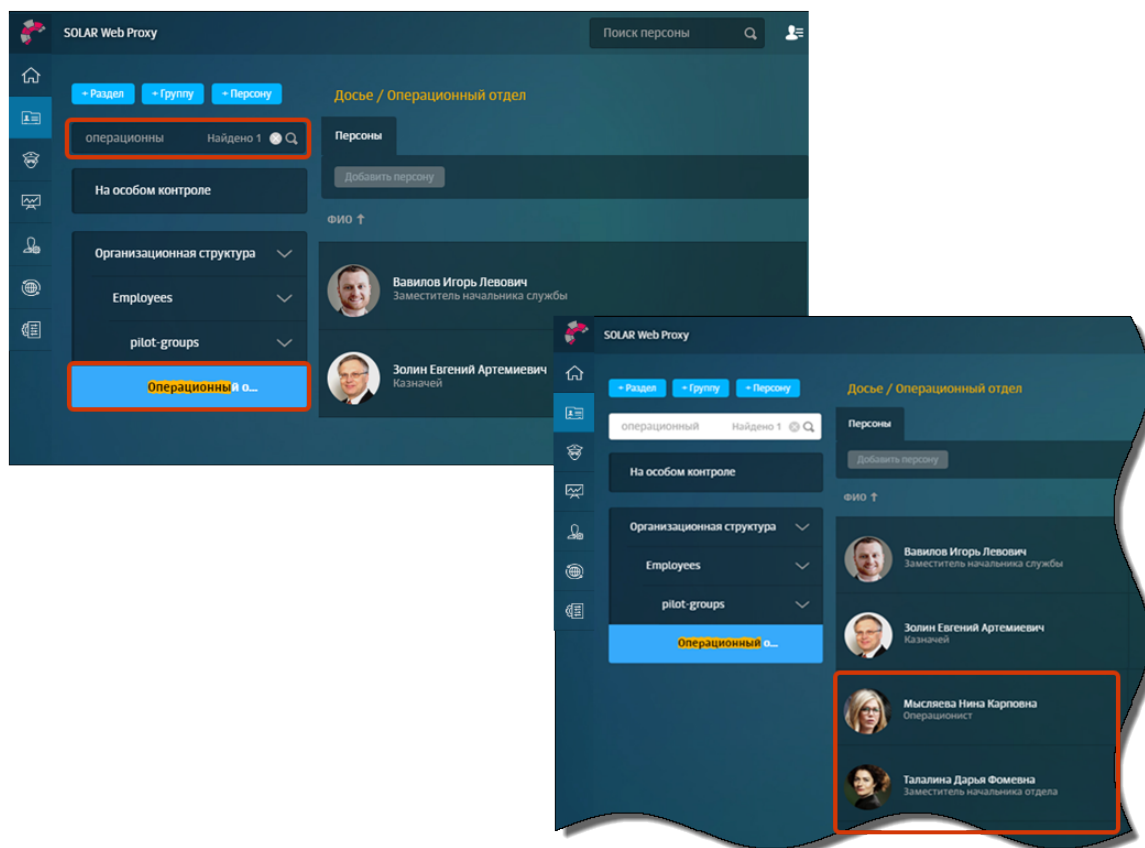 SOLAR Web Proxy
Поиск персоны
+ Раздел
+ Группу
+ Персону
Досье / Операционный отдел
операционны
Найдено 1
Персоны
Добавить персону
На особом контроле
ФИО ↑
Организационная структура
Employees
pilot-groups
Операционный о...
Вавилов Игорь Левович
Заместитель начальника службы
Золин Евгений Артемиевич
Казначей
SOLAR Web Proxy
+ Раздел
+ Группу
+ Персону
Досье / Операционный отдел
операционный
Найдено 1
Персоны
Добавить персону
На особом контроле
ФИО ↑
Организационная структура
Employees
pilot-groups
Операционный о...
Вавилов Игорь Левович
Заместитель начальника службы
Золин Евгений Артемиевич
Казначей
Мысляева Нина Карповна
Операционист
Талалина Дарья Фомевна
Заместитель начальника отдела